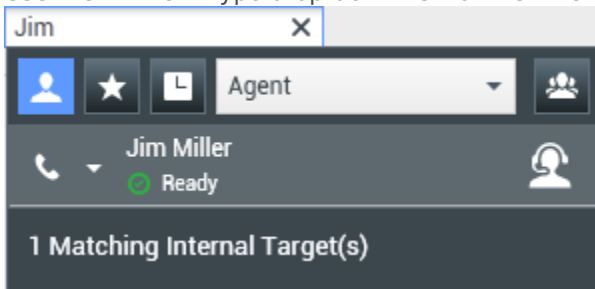 Jim
Agent
Jim Miller
Ready
1 Matching Internal Target(s)